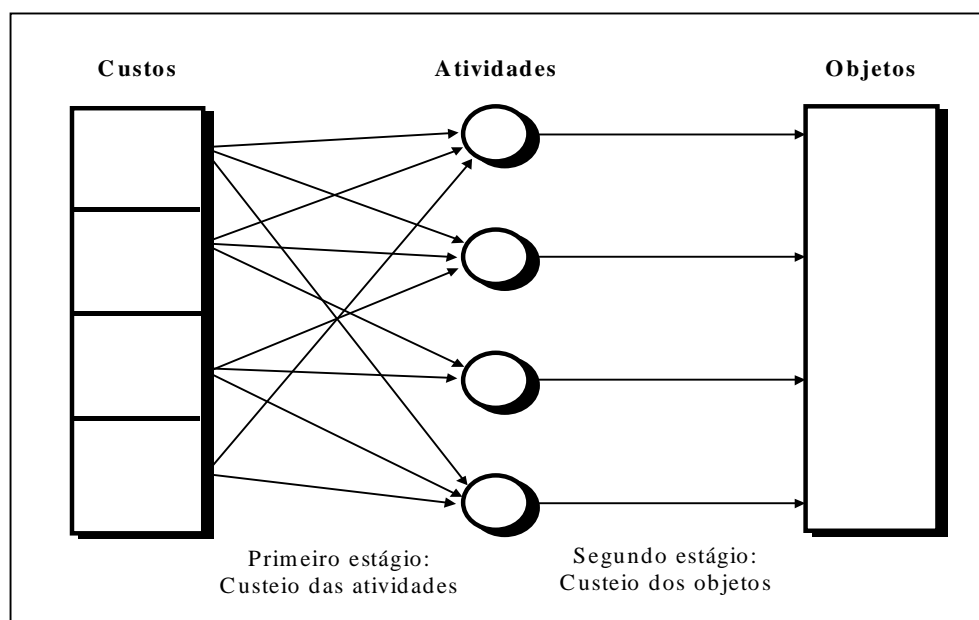 Custos
Atividades
Objetos
Primeiro estágio:
Custeio das atividades
Segundo estágio:
Custeio dos objetos